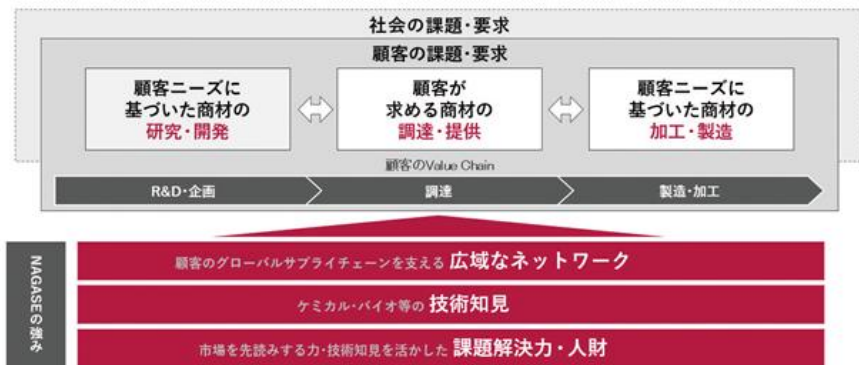 社会の課題・要求
顧客の課題・要求
顧客ニーズに
基づいた商材の
研究・開発
顧客が
求める商材の
調達・提供
顧客ニーズに
基づいた商材の
加工・製造
顧客のValue Chain
R&D・企画
調達
製造・加工
NAGASEの強み
顧客のグローバルサプライチェーンを支える 広域なネットワーク
ケミカル・バイオ等の 技術知見
市場を先読みする力・技術知見を活かした 課題解決力・人財